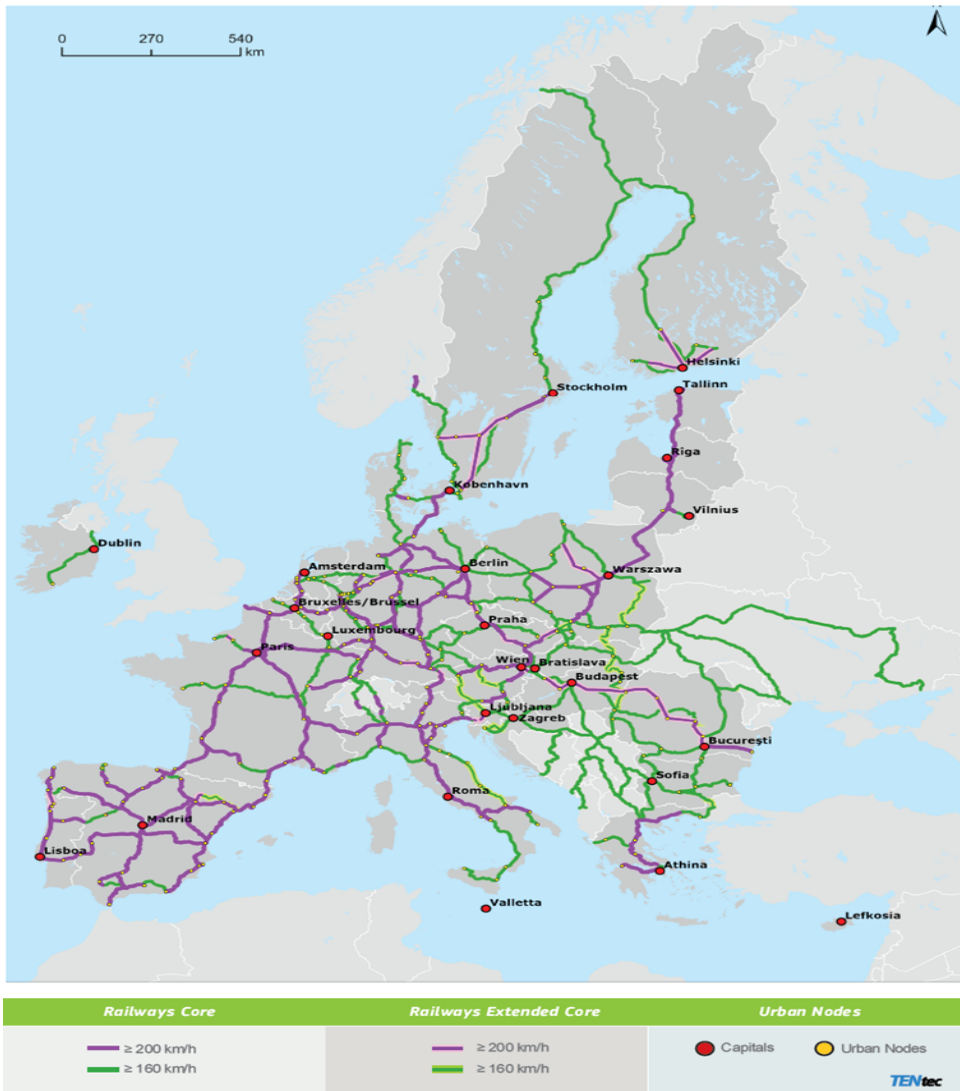 0 270 540
km
Helsinki
Tallinn
Stockholm
Rīga
København
Vilnius
Dublin
Amsterdam
Berlin
Warszawa
Bruxelles/Brussel
Praha
Luxembourg
Paris
Wien
Bratislava
Budapest
Ljubljana
Zagreb
Bucureşti
Sofia
Roma
Madrid
Lisboa
Athina
Valletta
Lefkosia
Railways Core
Railways Extended Core
Urban Nodes
≥ 200 km/h
≥ 200 km/h
Capitals
Urban Nodes
≥ 160 km/h
≥ 160 km/h
TENtec